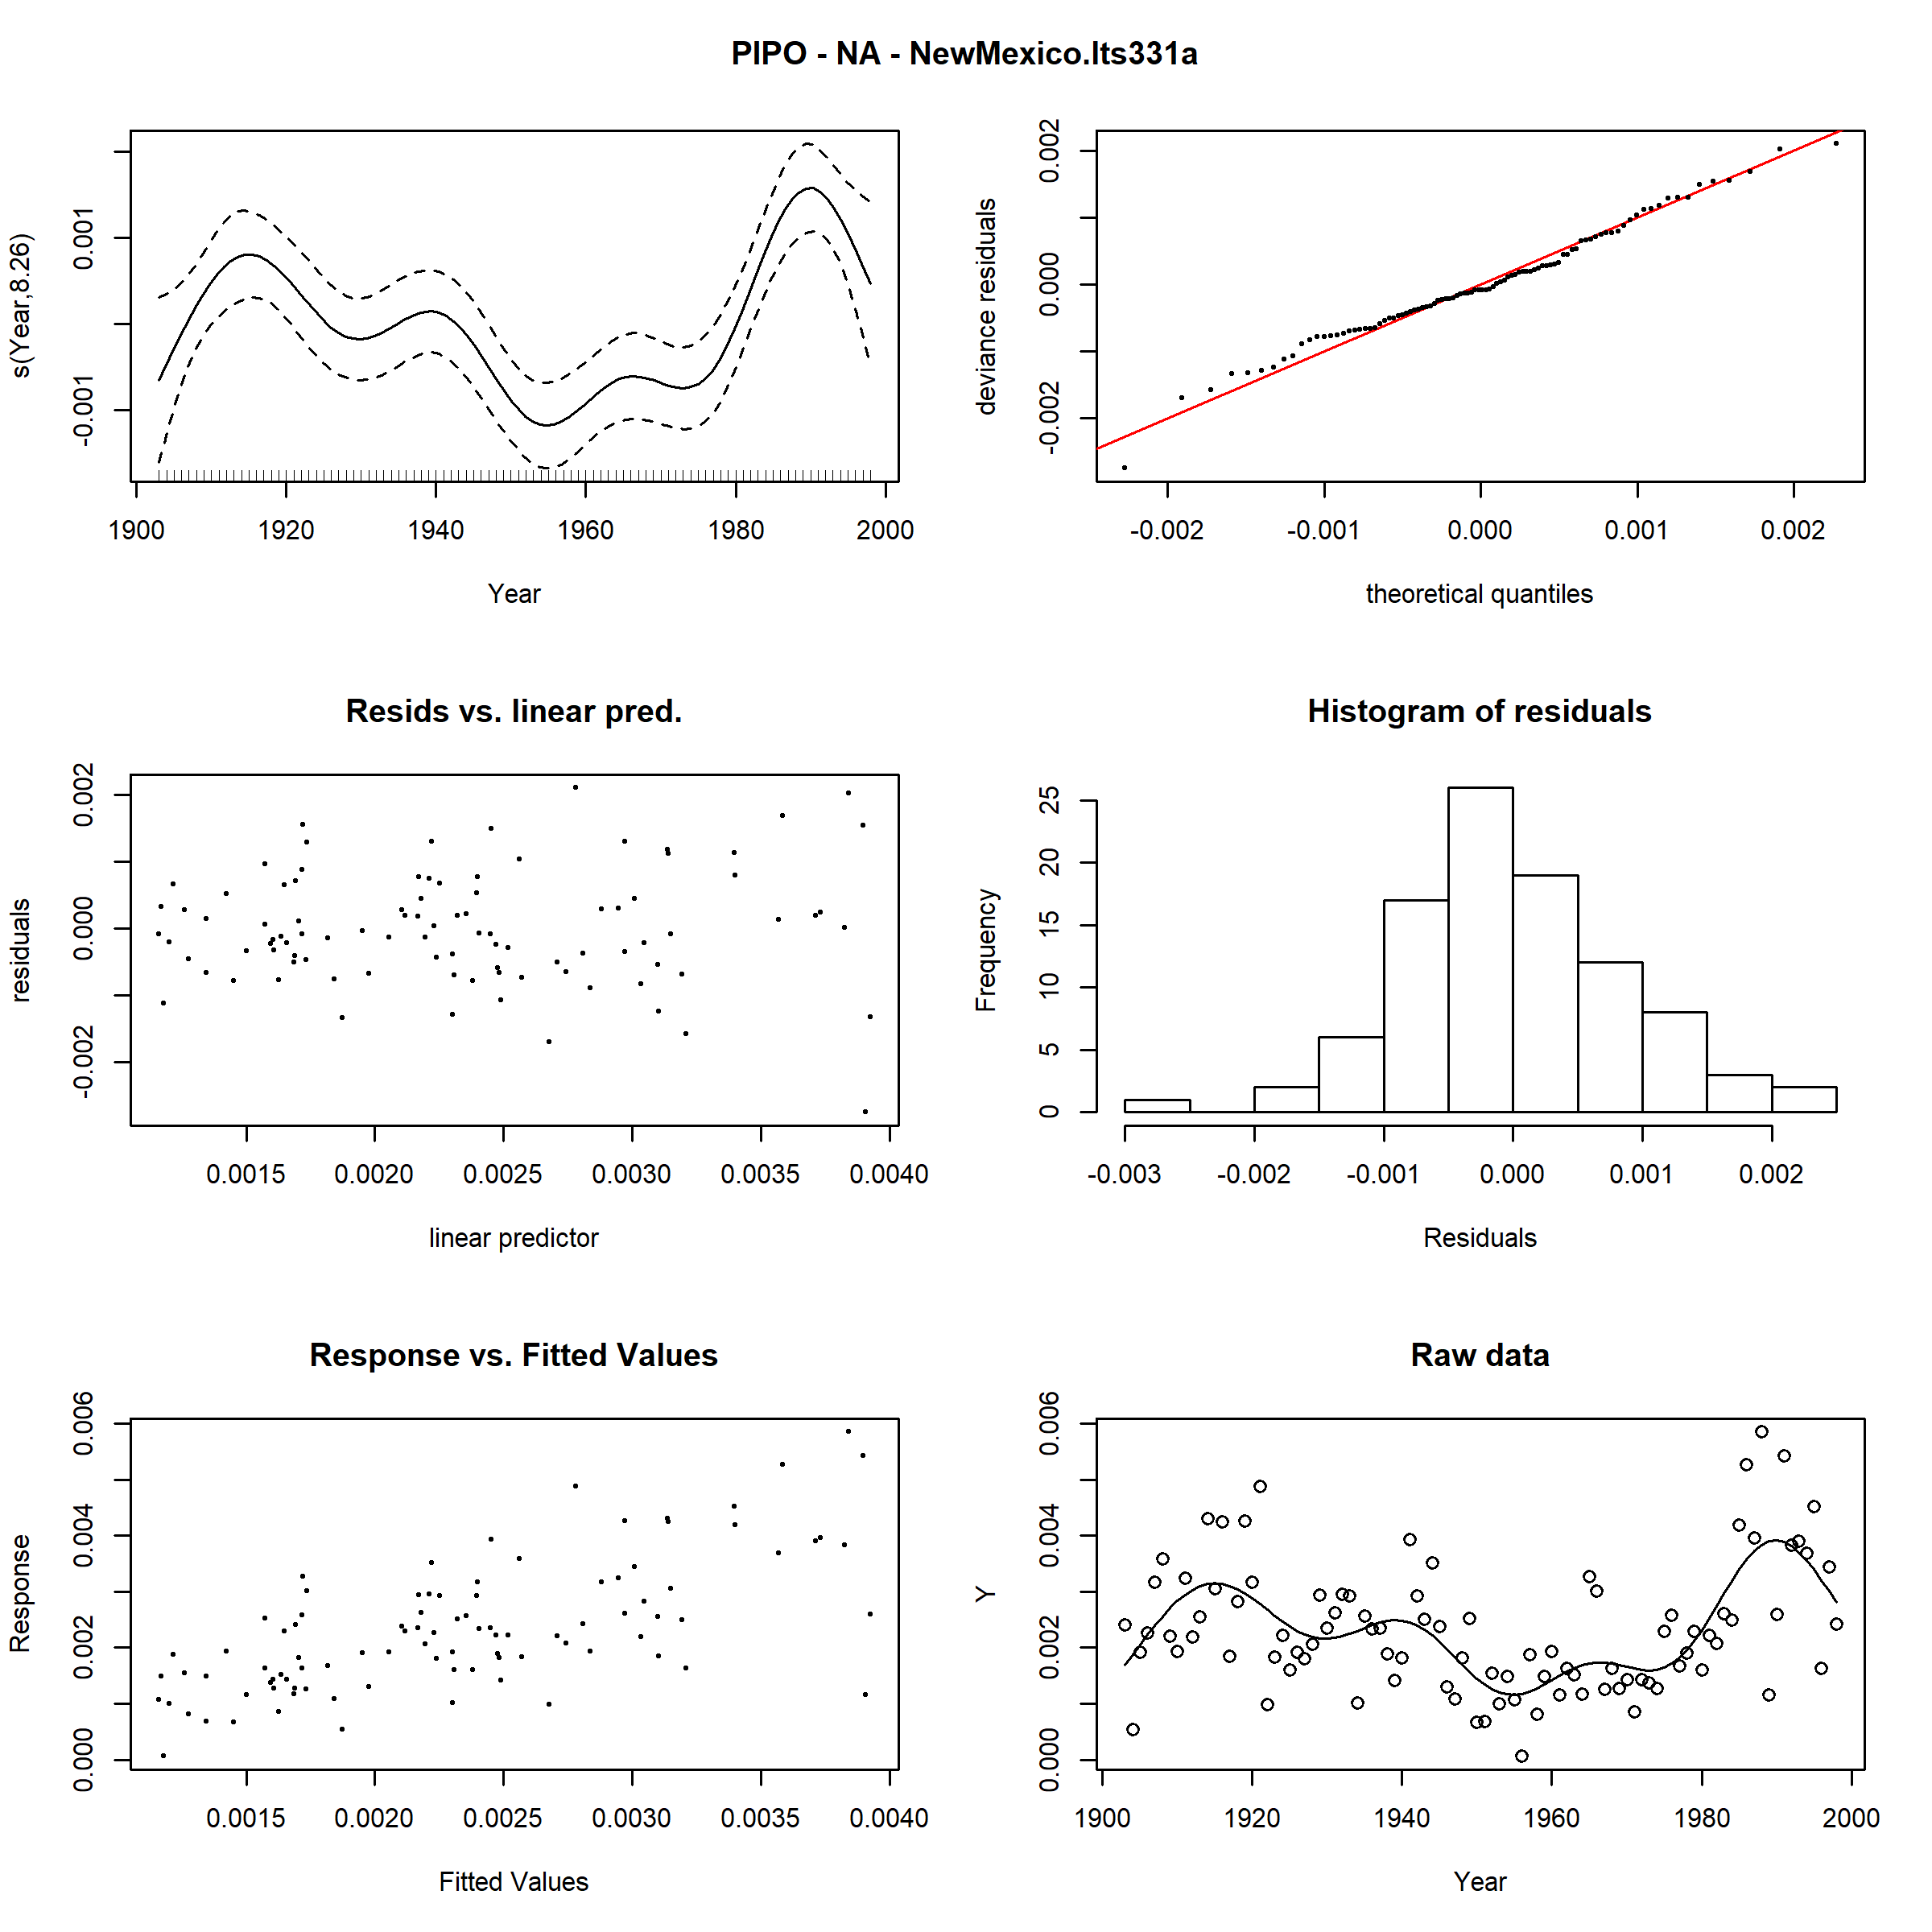 PIPO - NA - NewMexico.lts331a
s(Year,8.26)
-0.001 0.001
1900 1920 1940 1960 1980 2000
Year
deviance residuals
-0.002 0.000 0.002
-0.002 -0.001 0.000 0.001 0.002
theoretical quantiles
Resids vs. linear pred.
residuals
-0.002 0.000 0.002
0.0015 0.0020 0.0025 0.0030 0.0035 0.0040
linear predictor
Histogram of residuals
Frequency
0 5 10 15 20 25
-0.003 -0.002 -0.001 0.000 0.001 0.002
Residuals
Response vs. Fitted Values
Response
0.000 0.002 0.004 0.006
0.0015 0.0020 0.0025 0.0030 0.0035 0.0040
Fitted Values
Raw data
Y
0.000 0.002 0.004 0.006
1900 1920 1940 1960 1980 2000
Year